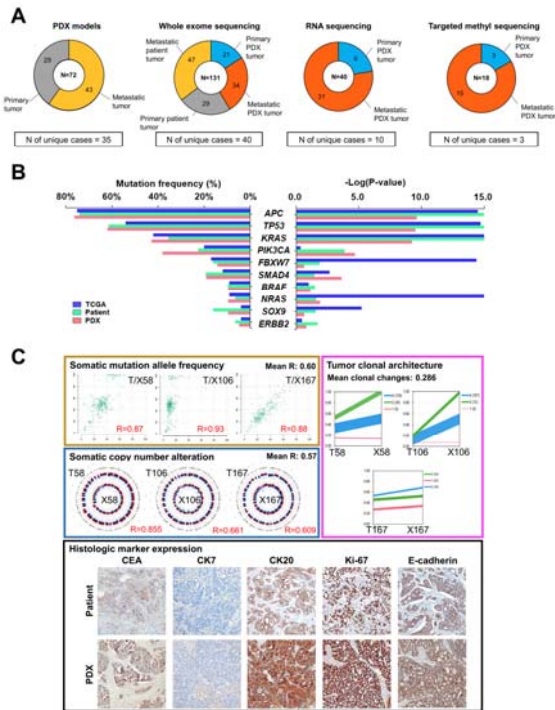 A
PDX models
Whole exome sequencing
RNA sequencing
Targeted methyl sequencing
29
N=72
43
Primary tumor
Metastatic tumor
Metastatic patient tumor
47
21
Primary PDX tumor
N=131
34
29
Primary patient tumor
Metastatic PDX tumor
Primary PDX tumor
N=40
31
Metastatic PDX tumor
3
Primary PDX tumor
N=18
15
Metastatic PDX tumor
N of unique cases = 35
N of unique cases = 40
N of unique cases = 10
N of unique cases = 3
B
Mutation frequency (%)
-Log(P-value)
80%
60%
40%
20%
0%
0.0
5.0
10.0
15.0
APC
TP53
KRAS
PIK3CA
FBXW7
SMAD4
BRAF
NRAS
SOX9
ERBB2
TCGA
Patient
PDX
C
Somatic mutation allele frequency
Mean R: 0.60
T/X58
T/X106
T/X167
R=0.87
R=0.93
R=0.88
Somatic copy number alteration
Mean R: 0.57
T58
T106
T167
X58
X106
X167
R=0.855
R=0.661
R=0.609
Tumor clonal architecture
Mean clonal changes: 0.286
T58
X58
T106
X106
T167
X167
Histologic marker expression
CEA
CK7
CK20
Ki-67
E-cadherin
Patient
PDX